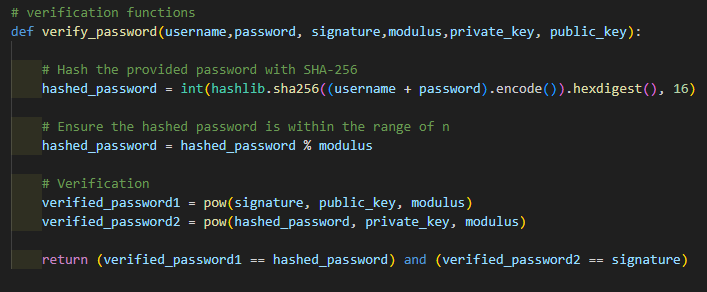 # verification functions
def verify_password(username,password, signature,modulus,private_key, public_key):
# Hash the provided password with SHA-256
hashed_password = int(hashlib.sha256((username + password).encode()).hexdigest(), 16)
# Ensure the hashed password is within the range of n
hashed_password = hashed_password % modulus
# Verification
verified_password1 = pow(signature, public_key, modulus)
verified_password2 = pow(hashed_password, private_key, modulus)
return (verified_password1 == hashed_password) and (verified_password2 == signature)